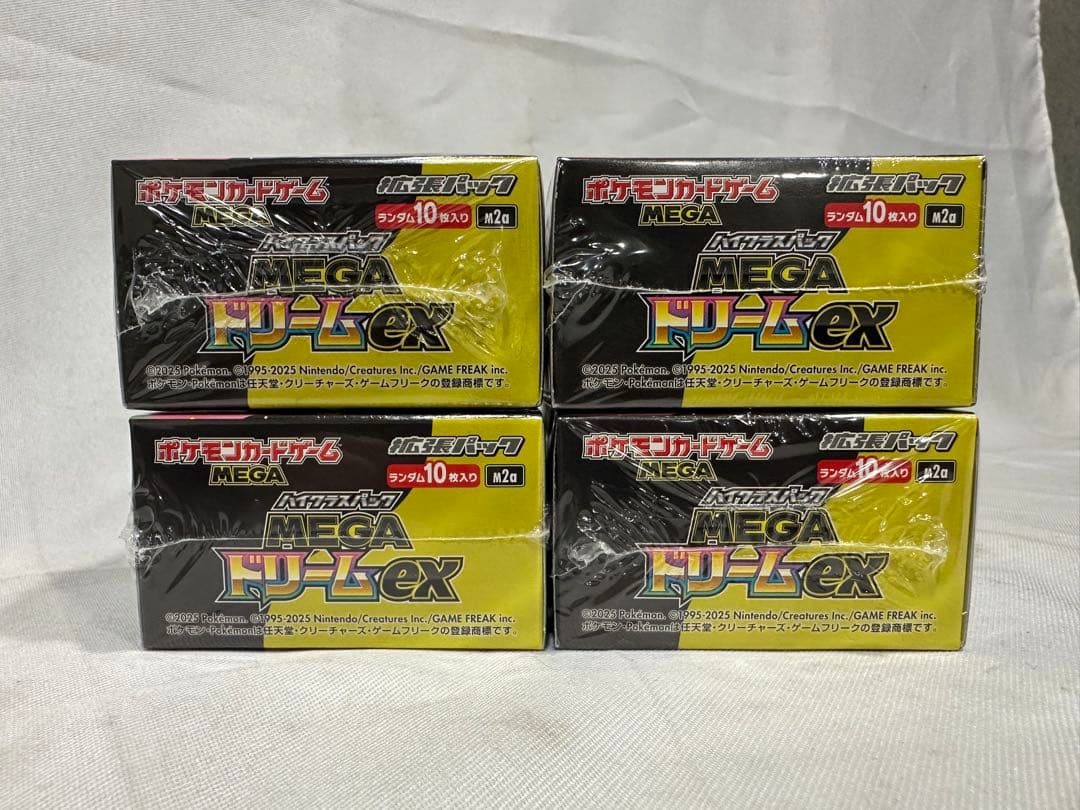 ポケモンカードゲーム 拡張パック
MEGA ランダム10枚入り M2a
ハイクラスパック
MEGA
ドリームex
©2025 Pokémon. ©1995-2025 Nintendo/Creatures Inc./GAME FREAK inc.
ポケモン・Pokémonは任天堂・クリーチャーズ・ゲームフリークの登録商標です。
ポケモンカードゲーム 拡張パック
MEGA ランダム10枚入り M2a
ハイクラスパック
MEGA
ドリームex
©2025 Pokémon. ©1995-2025 Nintendo/Creatures Inc./GAME FREAK inc.
ポケモン・Pokémonは任天堂・クリーチャーズ・ゲームフリークの登録商標です。
ポケモンカードゲーム 拡張パック
MEGA ランダム10枚入り M2a
ハイクラスパック
MEGA
ドリームex
©2025 Pokémon. ©1995-2025 Nintendo/Creatures Inc./GAME FREAK inc.
ポケモン・Pokémonは任天堂・クリーチャーズ・ゲームフリークの登録商標です。
ポケモンカードゲーム 拡張パック
MEGA ランダム10枚入り M2a
ハイクラスパック
MEGA
ドリームex
©2025 Pokémon. ©1995-2025 Nintendo/Creatures Inc./GAME FREAK inc.
ポケモン・Pokémonは任天堂・クリーチャーズ・ゲームフリークの登録商標です。